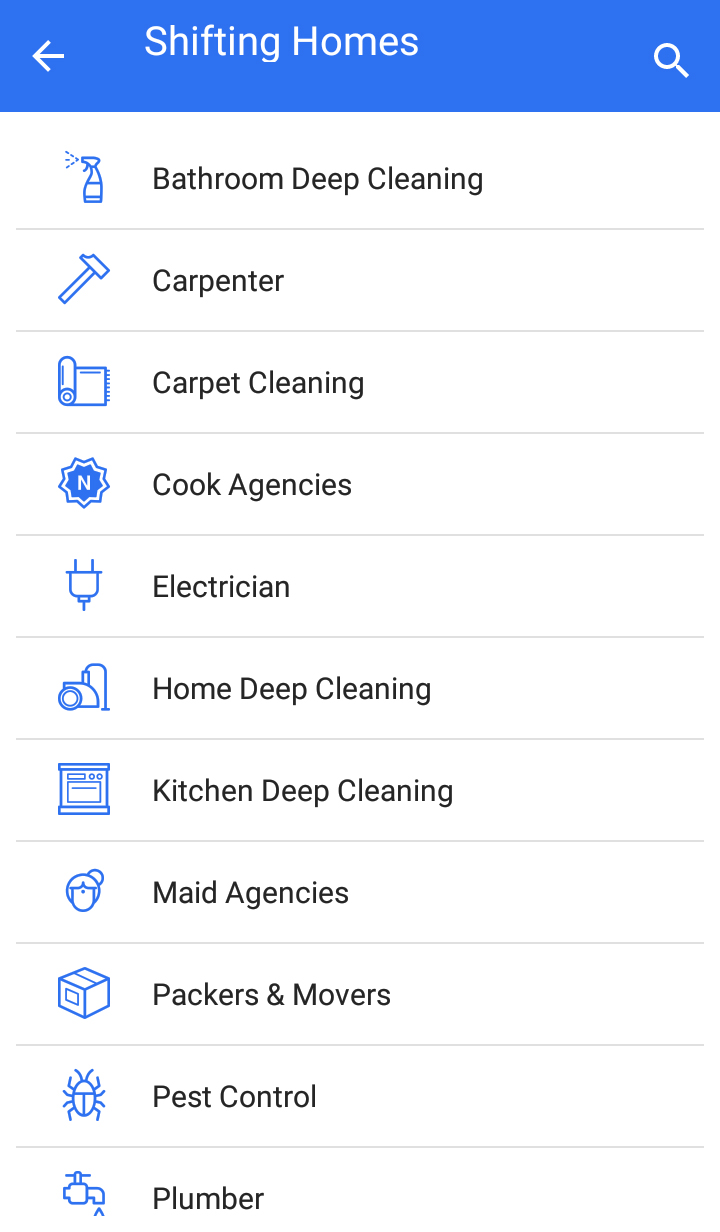 Shifting Homes
Bathroom Deep Cleaning
Carpenter
Carpet Cleaning
N
Cook Agencies
Electrician
Home Deep Cleaning
Kitchen Deep Cleaning
Maid Agencies
Packers & Movers
Pest Control
Plumber